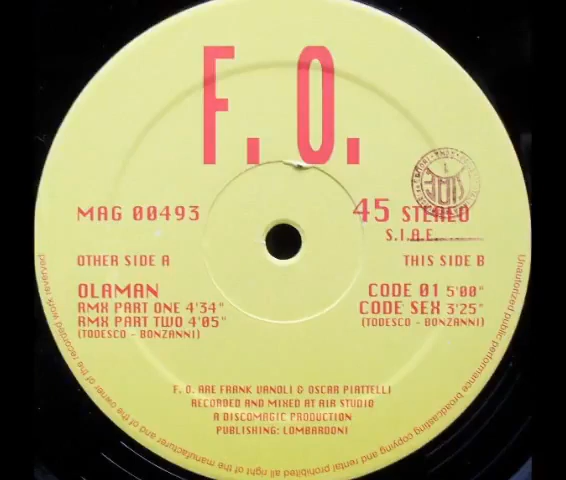 F. O.
MAG 00493
45 STEREO
S.I.A.E.
OTHER SIDE A
THIS SIDE B
OLAMAN
RMX PART ONE 4'34"
RMX PART TWO 4'05"
(TODESCO - BONZANNI)
CODE 01 5'00"
CODE SEX 3'25"
(TODESCO - BONZANNI)
F. O. ARE FRANK VANOLI & OSCAR PIATTELLI
RECORDED AND MIXED AT AIR STUDIO
A DISCOMAGIC PRODUCTION
PUBLISHING: LOMBARDONI
Unautorized public performance broadcasting copying and rental prohibited all right of the manufacturer and of the owner of the recorded work reserved